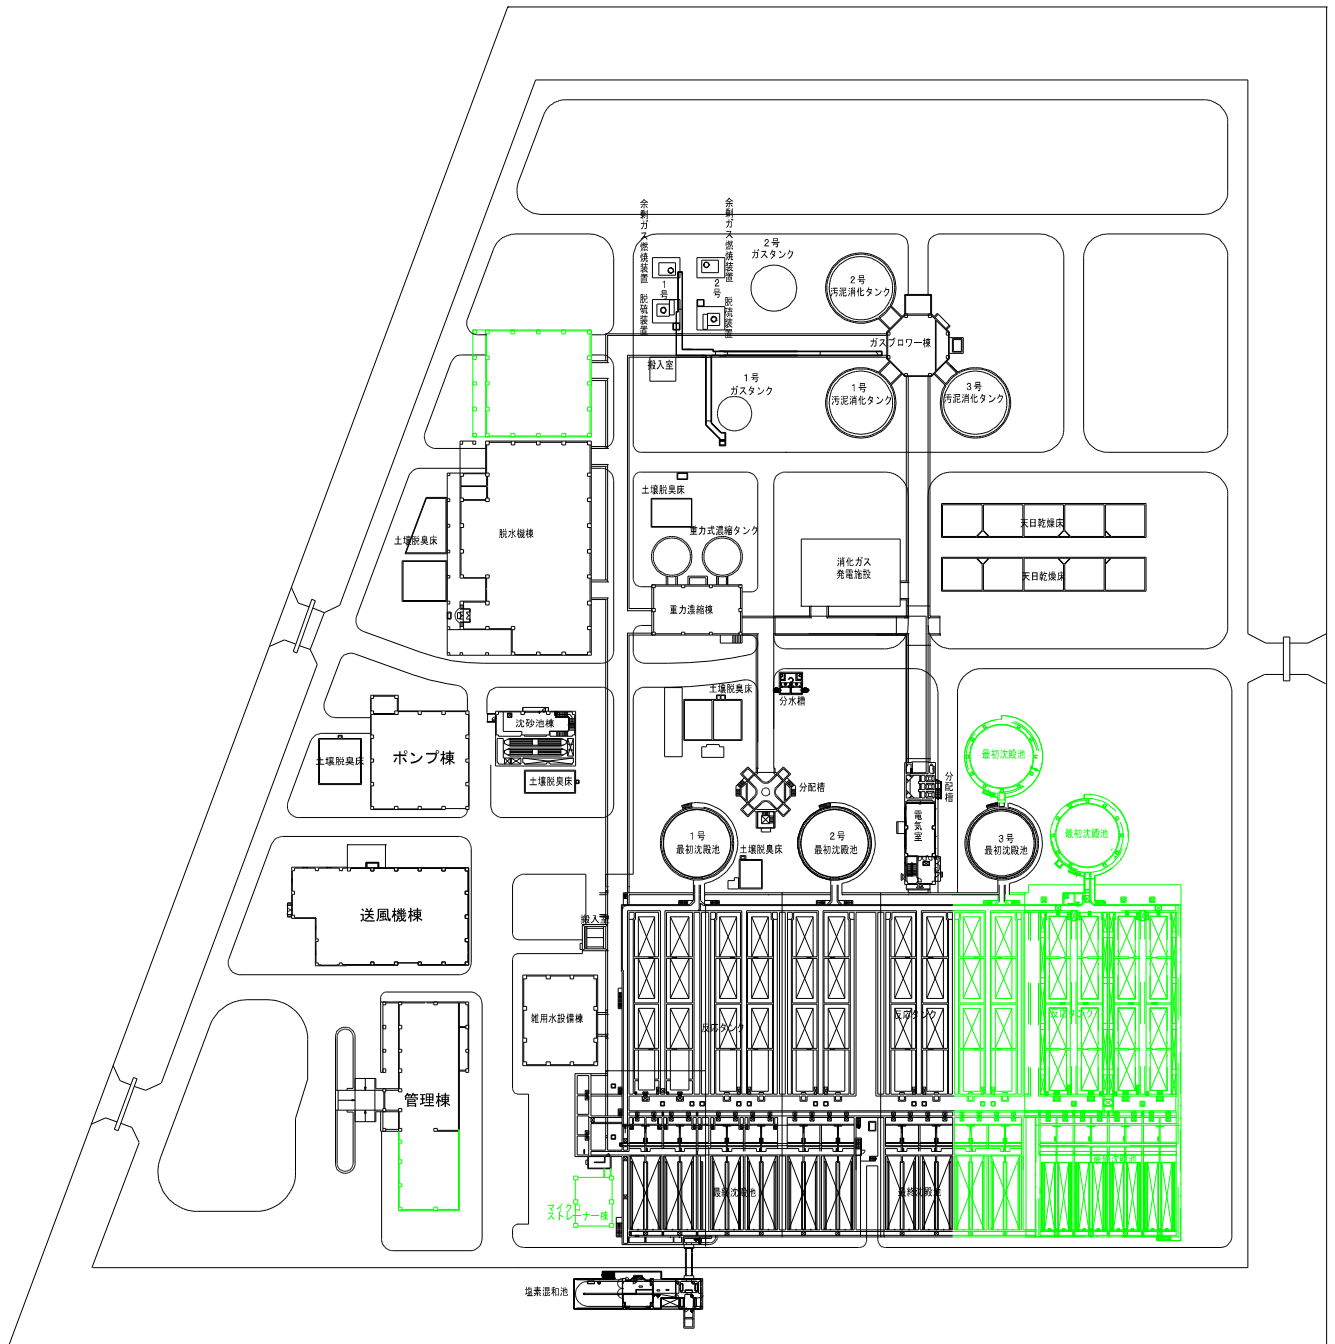 余剰ガス燃焼装置
余剰ガス燃焼装置
1号
2号
脱硫装置
脱硫装置
2号
ガスタンク
2号
汚泥消化タンク
ガスブロワー棟
搬入室
1号
ガスタンク
1号
汚泥消化タンク
3号
汚泥消化タンク
土壌脱臭床
重力式濃縮タンク
脱水機棟
土壌脱臭床
消化ガス
発電施設
天日乾燥床
天日乾燥床
重力濃縮棟
土壌脱臭床
分水槽
沈砂池棟
ポンプ棟
土壌脱臭床
土壌脱臭床
分配槽
分配槽
電気室
最初沈殿池
最初沈殿池
1号
最初沈殿池
2号
最初沈殿池
3号
最初沈殿池
土壌脱臭床
送風機棟
搬入室
雑用水設備棟
反応タンク
反応タンク
反応タンク
管理棟
最終沈殿池
最終沈殿池
最終沈殿池
マイクロ
ストレーナー棟
塩素混和池